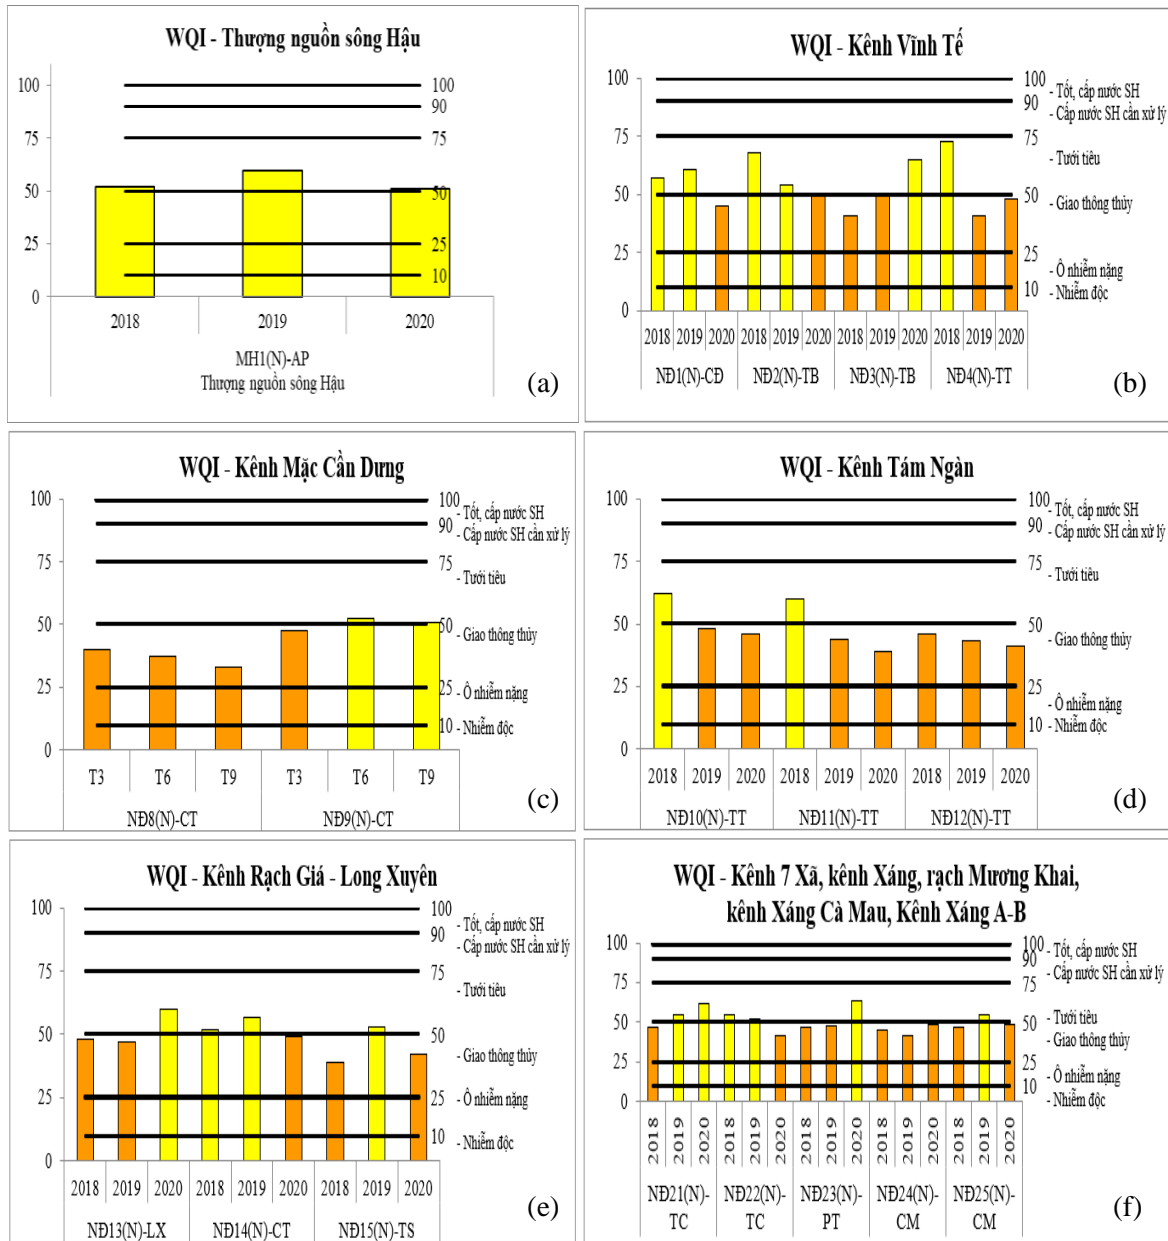 WQI - Thượng nguồn sông Hậu
100
75
50
25
0
100
90
75
50
25
10
2018 2019 2020
MH1(N)-AP
Thượng nguồn sông Hậu
(a)
WQI - Kênh Vĩnh Tế
100
75
50
25
0
100
- Tốt, cấp nước SH
90
- Cấp nước SH cần xử lý
75
- Tưới tiêu
50
- Giao thông thủy
25
- Ô nhiễm nặng
10
- Nhiễm độc
2018 2019 2020 2018 2019 2020 2018 2019 2020 2018 2019 2020
NĐ1(N)-CĐ NĐ2(N)-TB NĐ3(N)-TB NĐ4(N)-TT
(b)
WQI - Kênh Mặc Cần Dưng
100
75
50
25
0
100
- Tốt, cấp nước SH
90
- Cấp nước SH cần xử lý
75
- Tưới tiêu
50
- Giao thông thủy
25
- Ô nhiễm nặng
10
- Nhiễm độc
T3 T6 T9 T3 T6 T9
NĐ8(N)-CT NĐ9(N)-CT
(c)
WQI - Kênh Tám Ngàn
100
75
50
25
0
100
- Tốt, cấp nước SH
90
- Cấp nước SH cần xử lý
75
- Tưới tiêu
50
- Giao thông thủy
25
- Ô nhiễm nặng
10
- Nhiễm độc
2018 2019 2020 2018 2019 2020 2018 2019 2020
NĐ10(N)-TT NĐ11(N)-TT NĐ12(N)-TT
(d)
WQI - Kênh Rạch Giá - Long Xuyên
100
75
50
25
0
100
- Tốt, cấp nước SH
90
- Cấp nước SH cần xử lý
75
- Tưới tiêu
50
- Giao thông thủy
25
- Ô nhiễm nặng
10
- Nhiễm độc
2018 2019 2020 2018 2019 2020 2018 2019 2020
NĐ13(N)-LX NĐ14(N)-CT NĐ15(N)-TS
(e)
WQI - Kênh 7 Xã, kênh Xáng, rạch Mương Khai,
kênh Xáng Cà Mau, Kênh Xáng A-B
100
75
50
25
0
100
- Tốt, cấp nước SH
90
- Cấp nước SH cần xử lý
75
- Tưới tiêu
50
- Giao thông thủy
25
- Ô nhiễm nặng
10
- Nhiễm độc
2018 2019 2020 2018 2019 2020 2018 2019 2020 2018 2019 2020 2018 2019 2020
NĐ21(N)- NĐ22(N)- NĐ23(N)- NĐ24(N)- NĐ25(N)-
TC TC PT CM CM
(f)